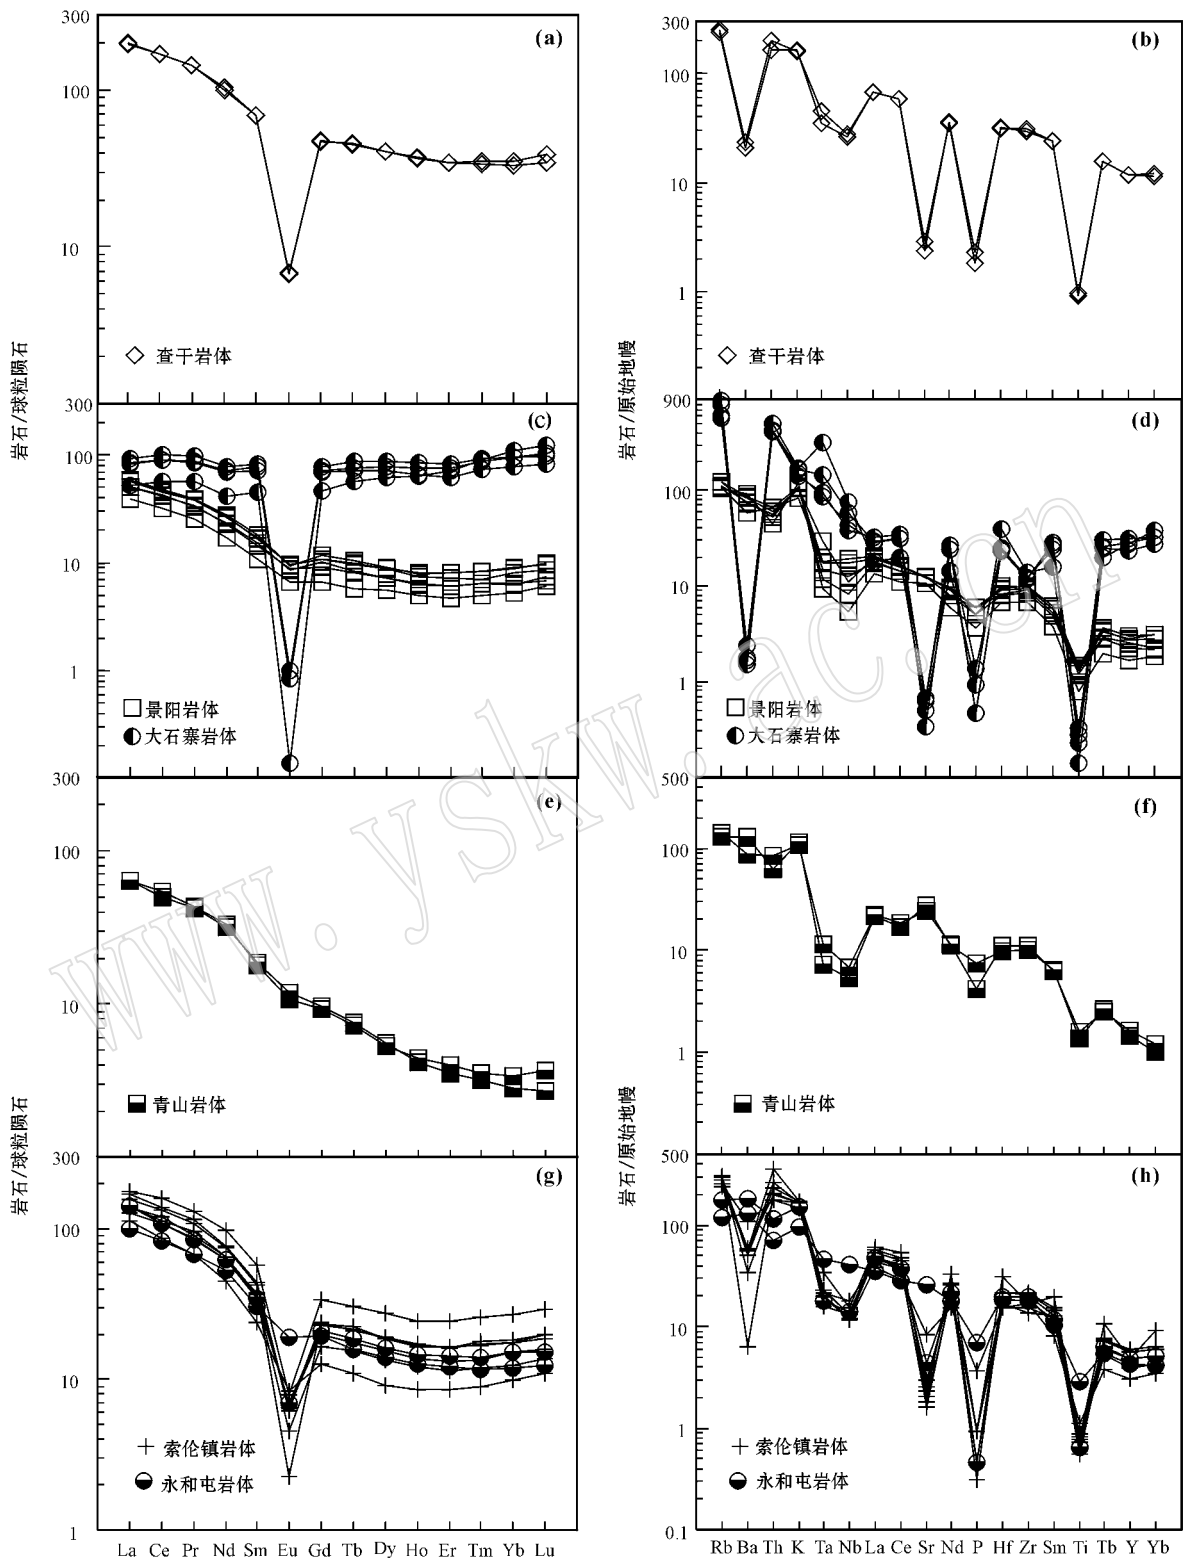 300
100
10
(a)
查干岩体
300
100
10
1
(b)
查干岩体
岩石/球粒陨石
岩石/原始地幔
300
100
10
1
(c)
景阳岩体
大石寨岩体
900
100
10
1
(d)
景阳岩体
大石寨岩体
300
100
10
(e)
青山岩体
500
100
10
1
(f)
青山岩体
岩石/球粒陨石
岩石/原始地幔
300
100
10
1
(g)
索伦镇岩体
永和屯岩体
La Ce Pr Nd Sm Eu Gd Tb Dy Ho Er Tm Yb Lu
500
100
10
1
0.1
(h)
索伦镇岩体
永和屯岩体
Rb Ba Th K Ta Nb La Ce Sr Nd P Hf Zr Sm Ti Tb Y Yb
www.yskw.ac.cn